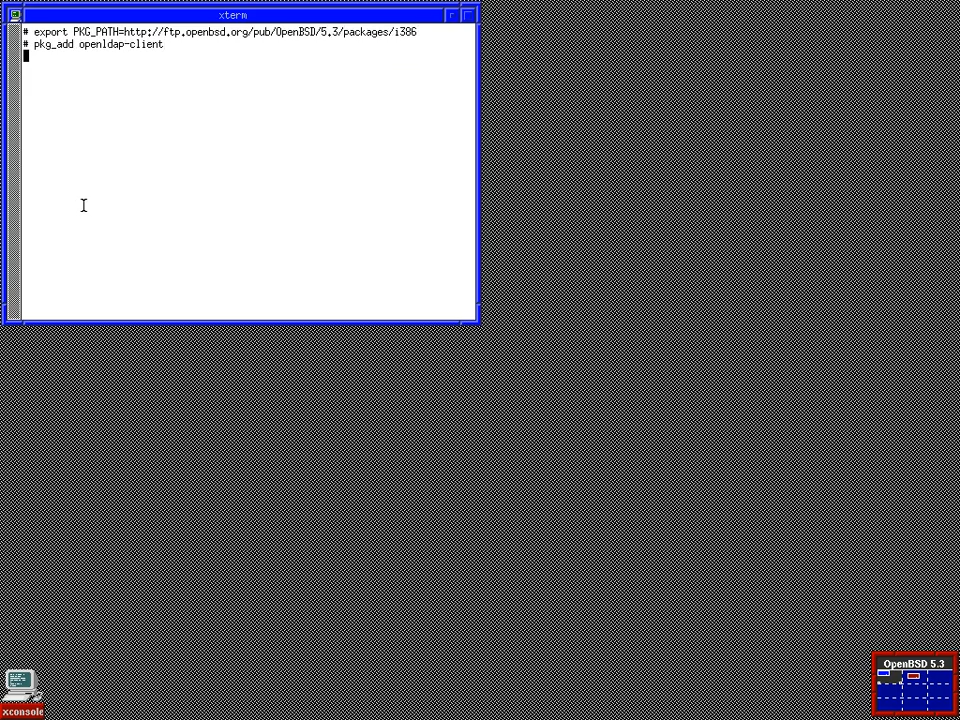 xterm
# export PKG_PATH=http://ftp.openbsd.org/pub/OpenBSD/5.3/packages/i386
# pkg_add openldap-client
OpenBSD 5.3
xconsole